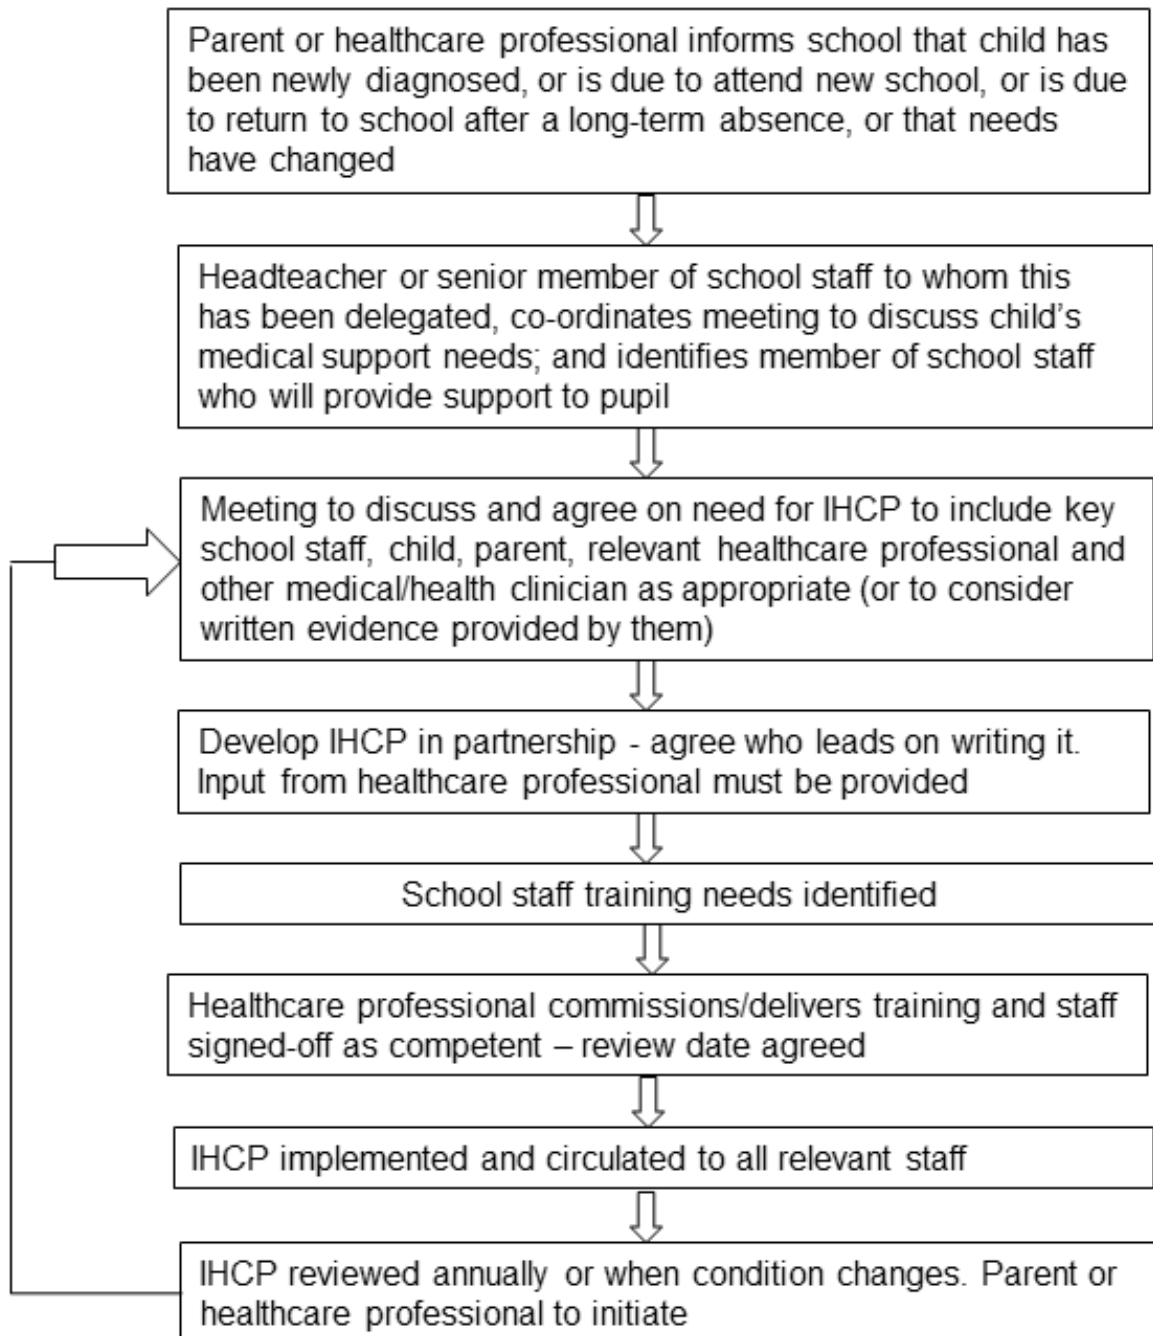 Parent or healthcare professional informs school that child has
been newly diagnosed, or is due to attend new school, or is due
to return to school after a long-term absence, or that needs
have changed
Headteacher or senior member of school staff to whom this
has been delegated, co-ordinates meeting to discuss child's
medical support needs; and identifies member of school staff
who will provide support to pupil
Meeting to discuss and agree on need for IHCP to include key
school staff, child, parent, relevant healthcare professional and
other medical/health clinician as appropriate (or to consider
written evidence provided by them)
Develop IHCP in partnership - agree who leads on writing it.
Input from healthcare professional must be provided
School staff training needs identified
Healthcare professional commissions/delivers training and staff
signed-off as competent – review date agreed
IHCP implemented and circulated to all relevant staff
IHCP reviewed annually or when condition changes. Parent or
healthcare professional to initiate